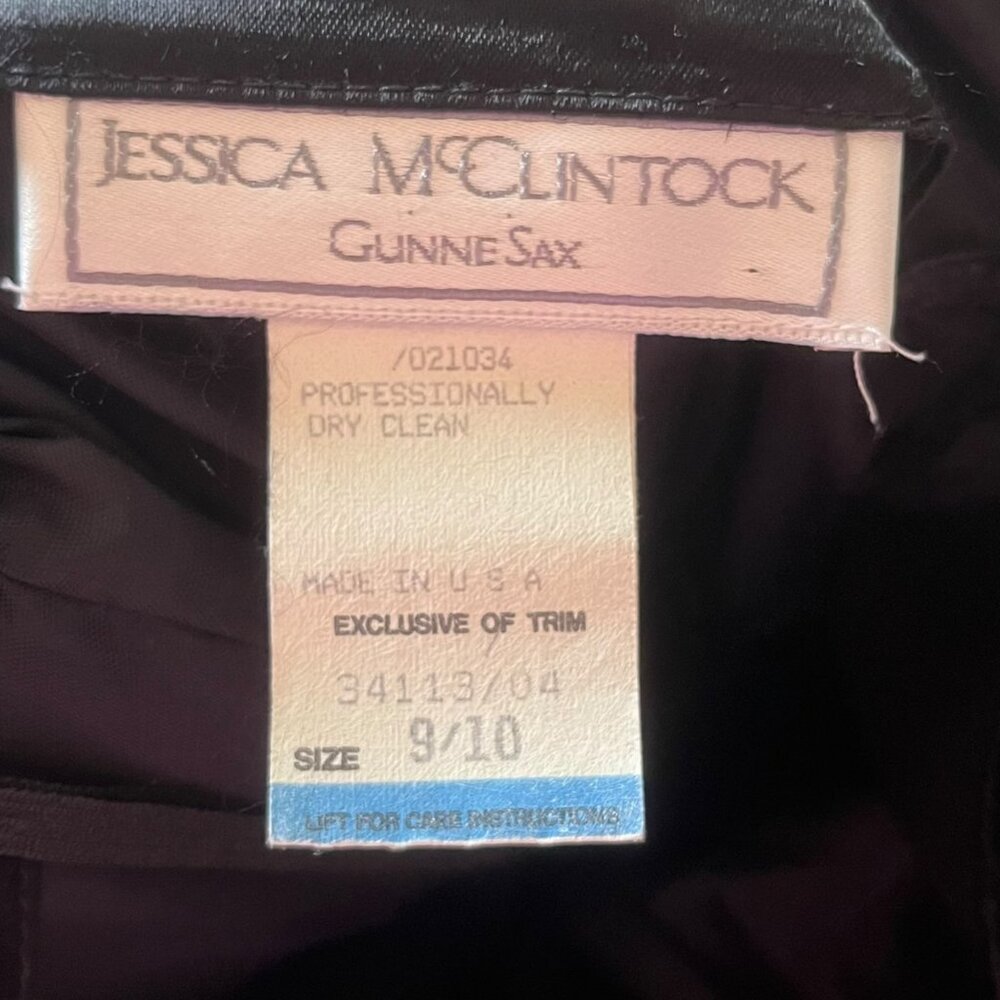 JESSICA McCLINTOCK
GUNNE SAX
/021034
PROFESSIONALLY
DRY CLEAN
MADE IN U S A
EXCLUSIVE OF TRIM
34113/04
SIZE 9/10
LIFT FOR CARE INSTRUCTIONS